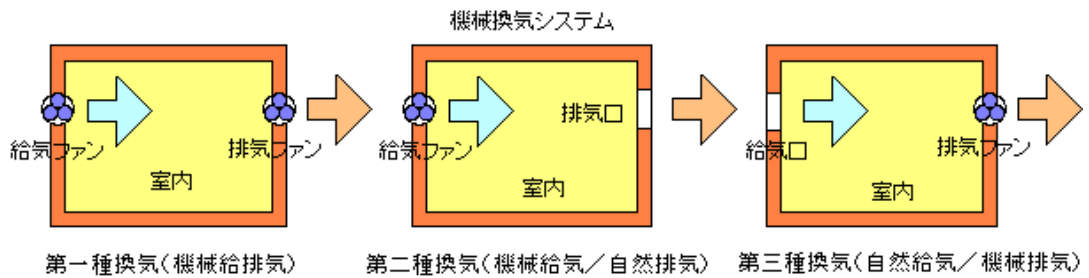 機械換気システム
給気ファン
排気ファン
室内
第一種換気(機械給排気)
給気ファン
排気口
室内
第二種換気(機械給気／自然排気)
給気口
排気ファン
室内
第三種換気(自然給気／機械排気)